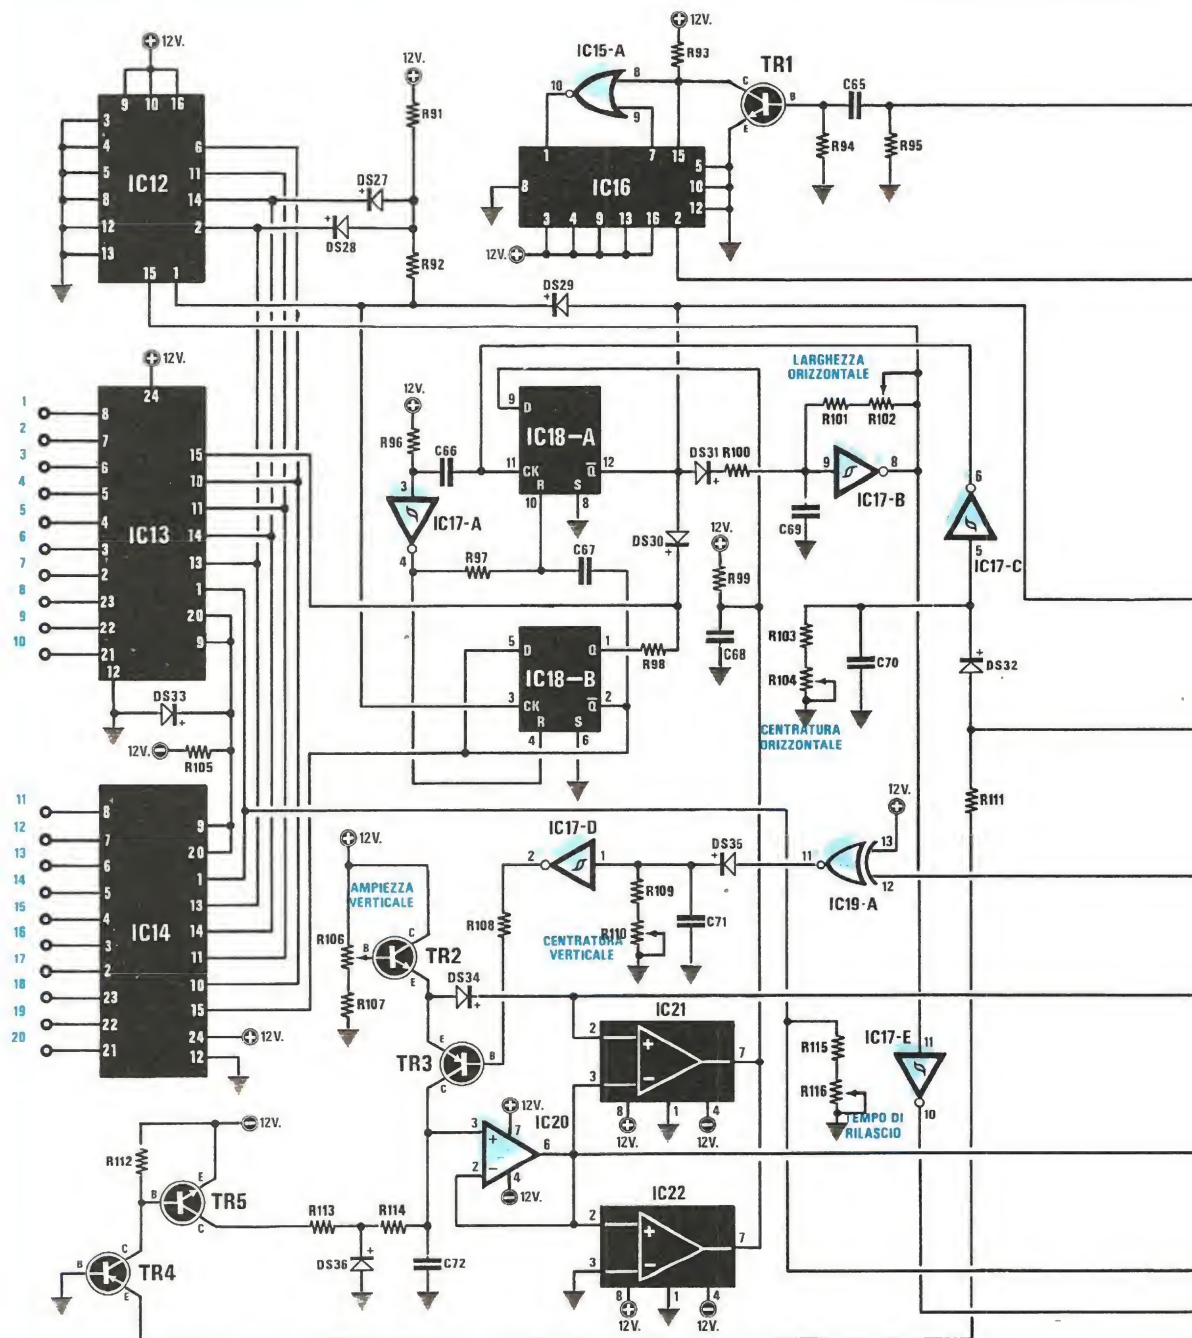 12V.
9 10 16
3
4
5
8
12
13
IC12
6
11
14
2
15 1
12V.
R91
DS27
DS28
R92
IC15-A
10
8
9
12V.
R93
TR1
C
B
E
C65
R94
R95
1 7 15
8
IC16
5
10
12
3 4 9 13 16 2
12V.
DS29
12V.
24
IC13
1
2
3
4
5
6
7
8
9
10
8
7
6
5
4
3
2
23
22
21
12
15
10
11
14
13
1
20
9
DS33
12V.
R105
12V.
R96
C66
3
IC17-A
4
9 D
IC18-A
11 CK
Q 12
R
S
10
8
R97
C67
5 D
Q 1
IC18-B
3 CK
Q 2
R
S
4
6
R98
DS30
DS31
R100
LARGHEZZA
ORIZZONTALE
R101
R102
9
8
IC17-B
C69
12V.
R99
C68
6
5
IC17-C
R103
R104
C70
DS32
CENTRATURA
ORIZZONTALE
R111
11
12
13
14
15
16
17
18
19
20
IC14
8
7
6
5
4
3
2
23
22
21
9
20
1
13
14
11
10
15
24
12
12V.
12V.
AMPIEZZA
VERTICALE
R106
R107
TR2
B
C
E
IC17-D
2
1
R108
R109
R110
CENTRATURA
VERTICALE
C71
DS35
11
IC19-A
13
12
12V.
DS34
TR3
E
B
C
IC21
2
3
7
+
−
8 1 4
12V. 12V.
IC20
12V.
7
3
2
6
4
+
−
12V.
R115
R116
TEMPO DI
RILASCIO
IC17-E
11
10
IC22
2
3
7
+
−
8 1 4
12V. 12V.
12V.
R112
TR5
B
E
C
TR4
B
C
E
R113
R114
DS36
C72